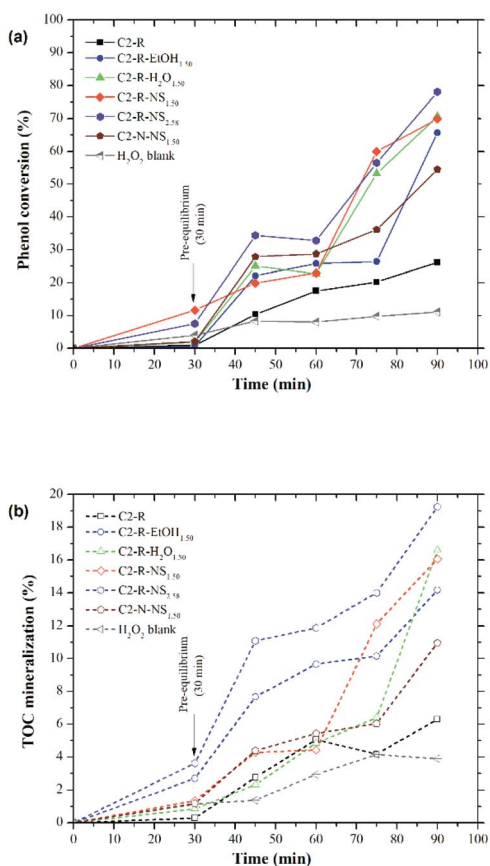 (a)
C2-R
C2-R-EtOH1.50
C2-R-H2O1.50
C2-R-NS1.50
C2-R-NS2.58
C2-N-NS1.50
H2O2 blank
Pre-equilibrium
(30 min)
Phenol conversion (%)
100
90
80
70
60
50
40
30
20
10
0
0 10 20 30 40 50 60 70 80 90 100
Time (min)
(b)
C2-R
C2-R-EtOH1.50
C2-R-H2O1.50
C2-R-NS1.50
C2-R-NS2.58
C2-N-NS1.50
H2O2 blank
Pre-equilibrium
(30 min)
TOC mineralization (%)
20
18
16
14
12
10
8
6
4
2
0
0 10 20 30 40 50 60 70 80 90 100
Time (min)